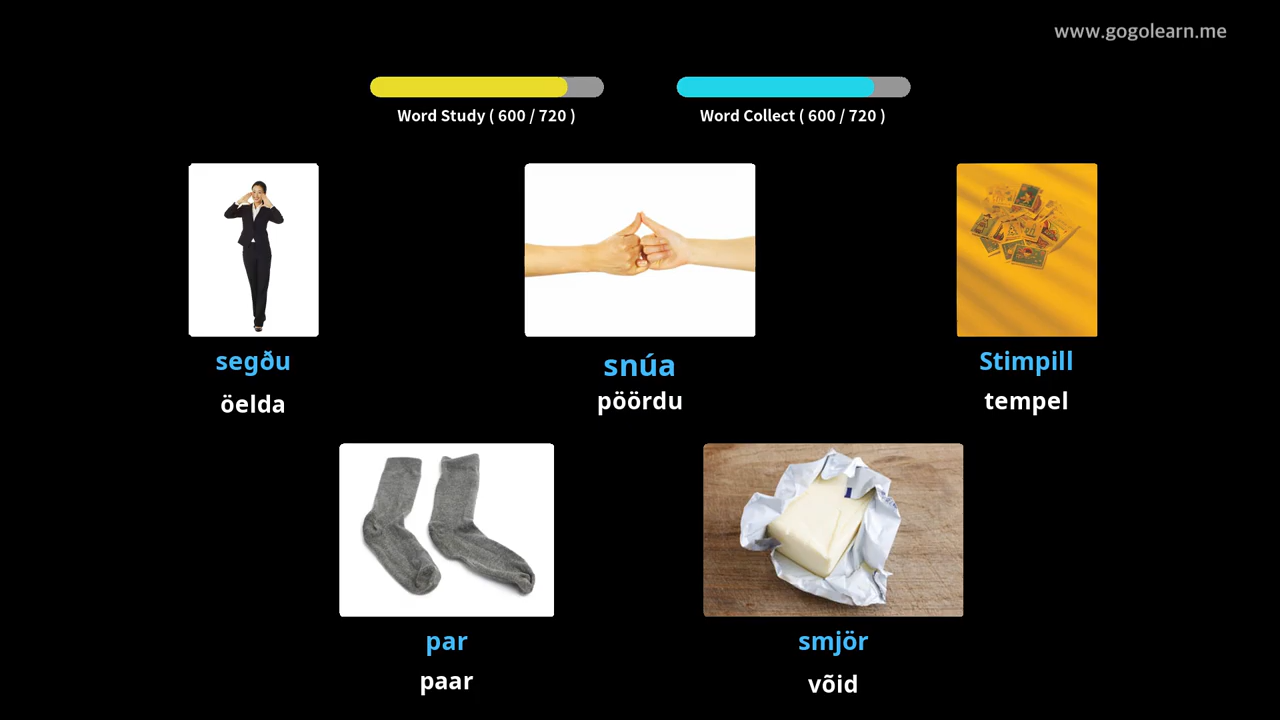 www.gogolearn.me
Word Study ( 600 / 720 )
Word Collect ( 600 / 720 )
segðu
öelda
snúa
pöördu
Stimpill
tempel
par
paar
smjör
võid